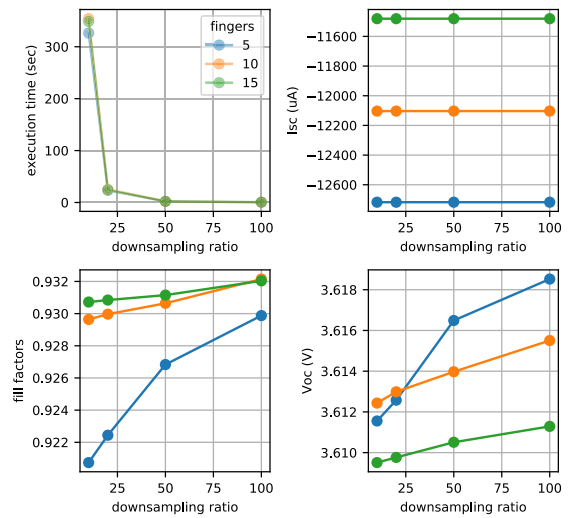 execution time (sec)
300
200
100
0
fingers
5
10
15
25 50 75 100
downsampling ratio
Isc (uA)
−11600
−11800
−12000
−12200
−12400
−12600
25 50 75 100
downsampling ratio
fill factors
0.932
0.930
0.928
0.926
0.924
0.922
25 50 75 100
downsampling ratio
Voc (V)
3,618
3,616
3,614
3,612
3,610
25 50 75 100
downsampling ratio